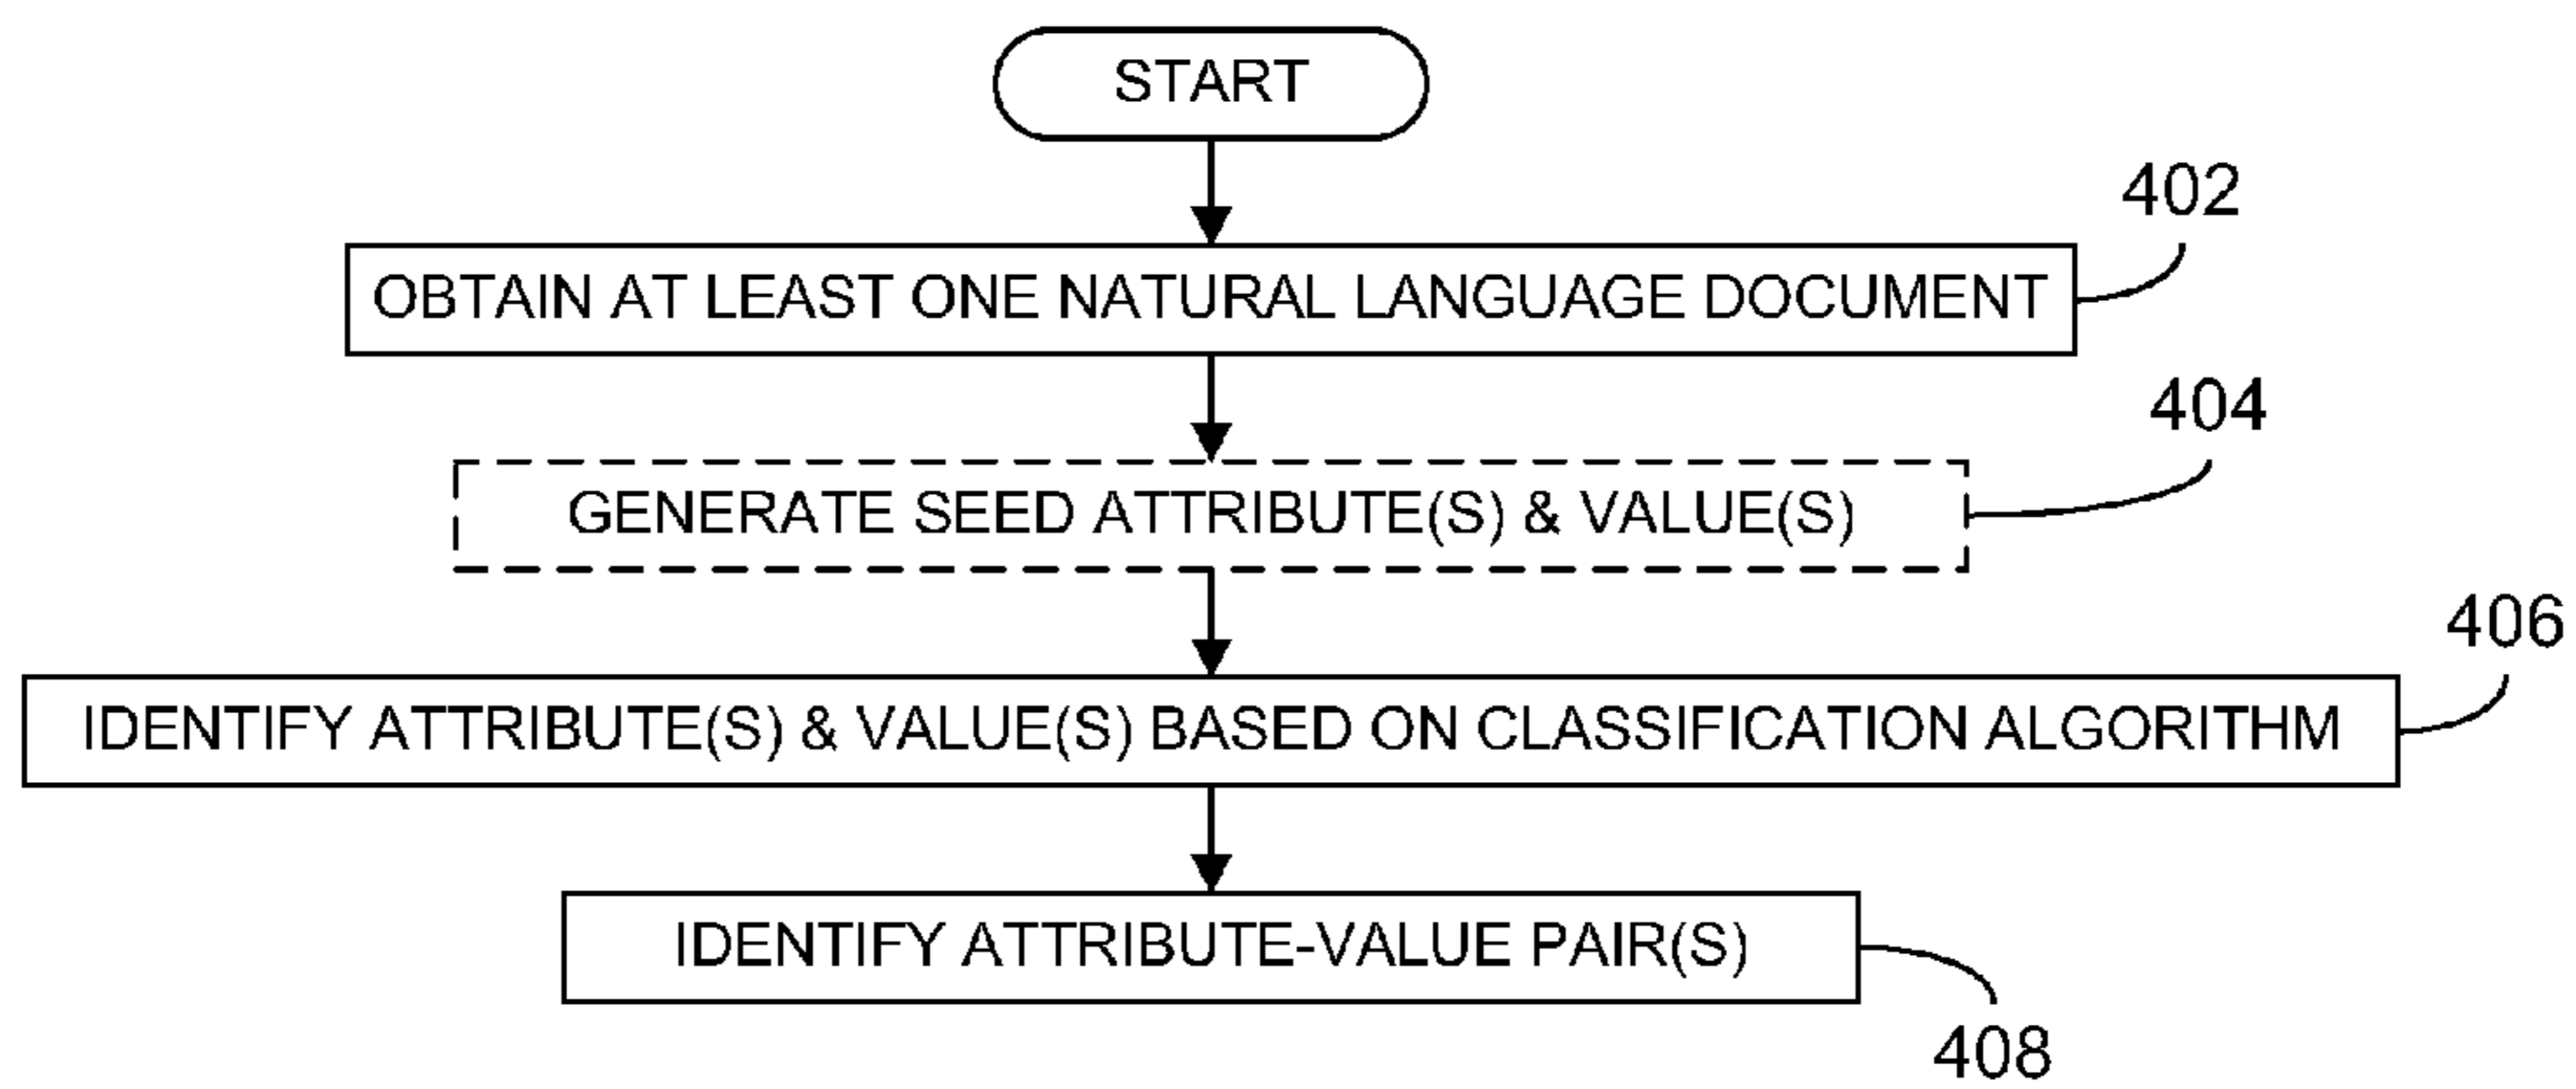 START
402
OBTAIN AT LEAST ONE NATURAL LANGUAGE DOCUMENT
404
GENERATE SEED ATTRIBUTE(S) & VALUE(S)
406
IDENTIFY ATTRIBUTE(S) & VALUE(S) BASED ON CLASSIFICATION ALGORITHM
IDENTIFY ATTRIBUTE-VALUE PAIR(S)
408